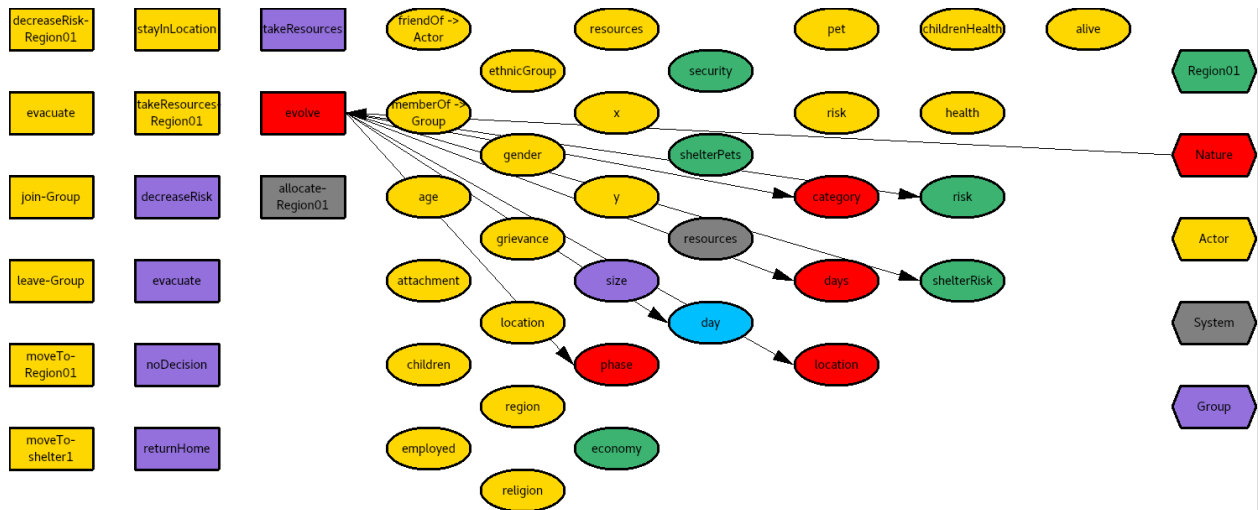 decreaseRisk-
Region01
stayInLocation
takeResources
friendOf ->
Actor
resources
pet
childrenHealth
alive
ethnicGroup
security
Region01
evacuate
takeResources-
Region01
evolve
memberOf ->
Group
x
risk
health
gender
shelterPets
Nature
join-Group
decreaseRisk
allocate-
Region01
age
y
category
risk
grievance
resources
Actor
leave-Group
evacuate
attachment
size
days
shelterRisk
location
day
System
moveTo-
Region01
noDecision
children
phase
location
region
Group
moveTo-
shelter1
returnHome
employed
economy
religion